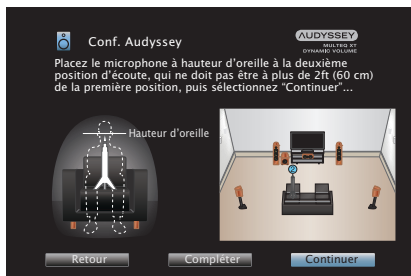 Conf. Audyssey
AUDYSSEY
MULTEQ XT
DYNAMIC VOLUME
Placez le microphone à hauteur d'oreille à la deuxième
position d'écoute, qui ne doit pas être à plus de 2ft (60 cm)
de la première position, puis sélectionnez “Continuer”...
Hauteur d'oreille
2
Retour
Compléter
Continuer